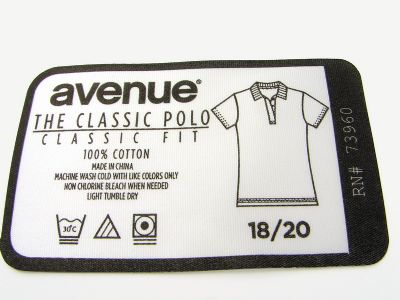 avenue®
THE CLASSIC POLO
CLASSIC FIT
100% COTTON
MADE IN CHINA
MACHINE WASH COLD WITH LIKE COLORS ONLY
NON CHLORINE BLEACH WHEN NEEDED
LIGHT TUMBLE DRY
30°C
18/20
RN# 73960